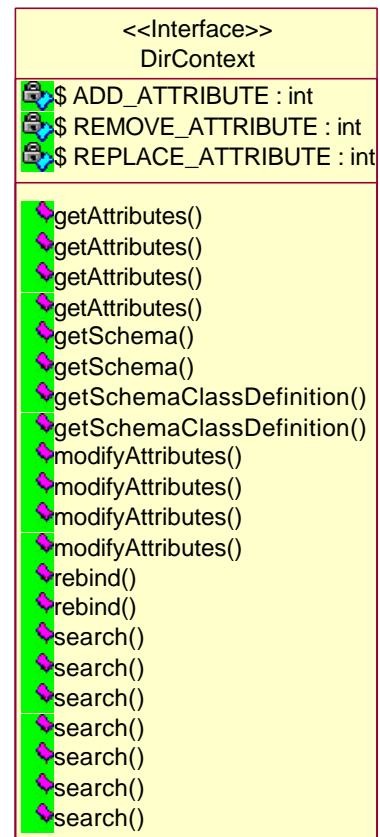 <<Interface>>
DirContext
$ ADD_ATTRIBUTE : int
$ REMOVE_ATTRIBUTE : int
$ REPLACE_ATTRIBUTE : int
getAttributes()
getAttributes()
getAttributes()
getAttributes()
getSchema()
getSchema()
getSchemaClassDefinition()
getSchemaClassDefinition()
modifyAttributes()
modifyAttributes()
modifyAttributes()
modifyAttributes()
rebind()
rebind()
search()
search()
search()
search()
search()
search()
search()